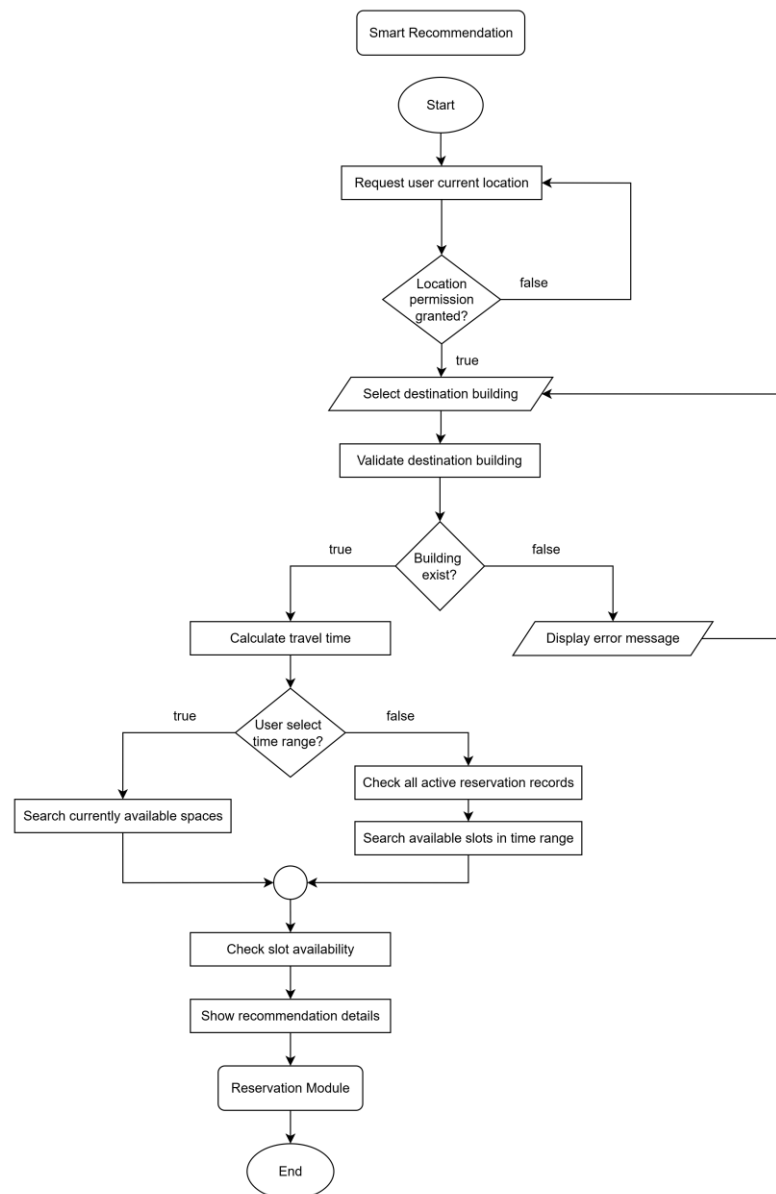 Smart Recommendation
Start
Request user current location
Location
permission
granted?
false
true
Select destination building
Validate destination building
true
Building
exist?
false
Calculate travel time
Display error message
true
User select
time range?
false
Check all active reservation records
Search currently available spaces
Search available slots in time range
Check slot availability
Show recommendation details
Reservation Module
End